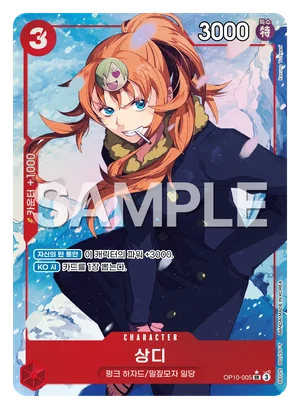 3
3000
특수
特
카운터 +1000
SAMPLE
자신의 턴 동안 이 캐릭터의 파워 +3000.
KO 시 카드를 1장 뽑는다.
CHARACTER
상디
펑크 하자드/밀짚모자 일당
OP10-005 R 3